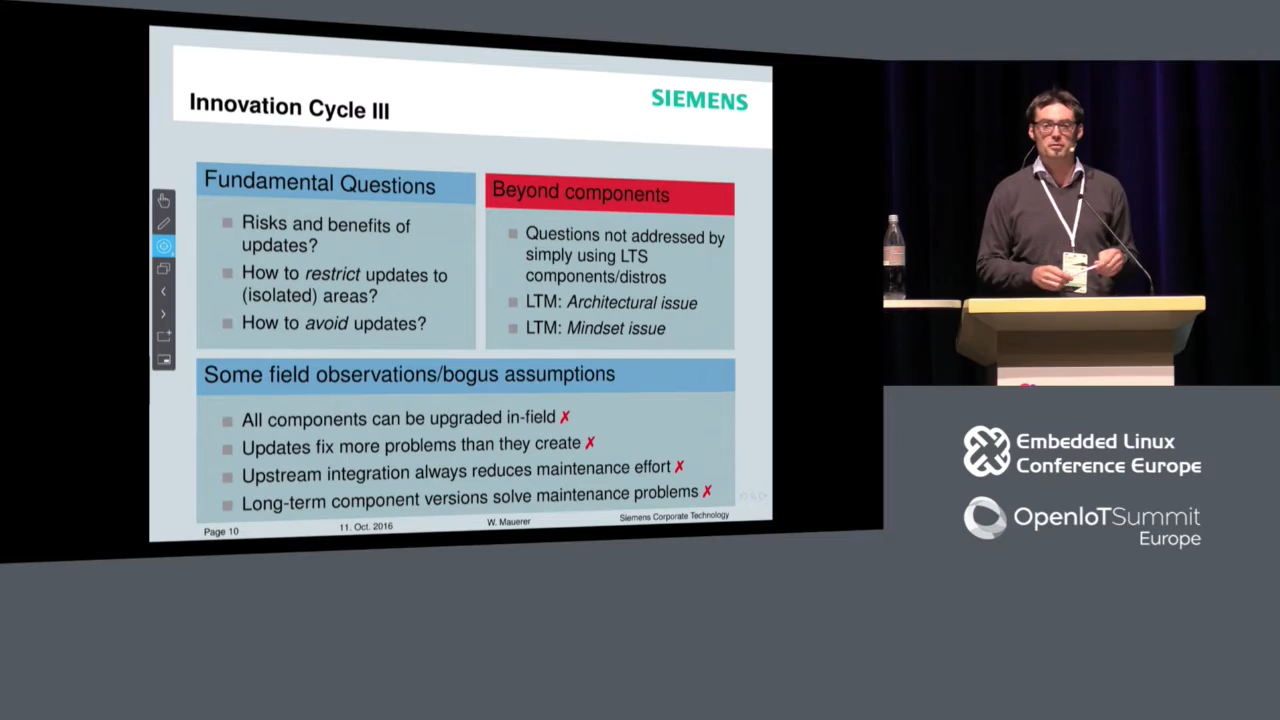 Innovation Cycle III
SIEMENS
Fundamental Questions
Risks and benefits of
updates?
How to restrict updates to
(isolated) areas?
How to avoid updates?
Beyond components
Questions not addressed by
simply using LTS
components/distros
LTM: Architectural issue
LTM: Mindset issue
Some field observations/bogus assumptions
All components can be upgraded in-field ✗
Updates fix more problems than they create ✗
Upstream integration always reduces maintenance effort ✗
Long-term component versions solve maintenance problems ✗
Page 10
11. Oct. 2016
W. Mauerer
Siemens Corporate Technology
Embedded Linux
Conference Europe
OpenIoTSummit
Europe